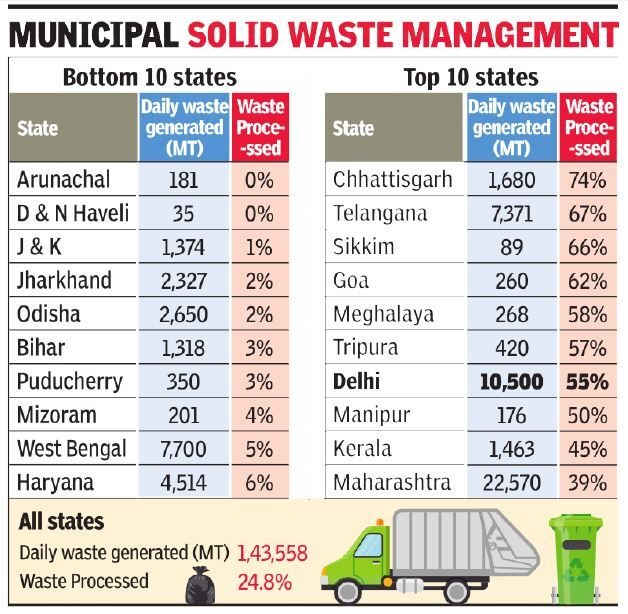 MUNICIPAL SOLID WASTE MANAGEMENT
Bottom 10 states
State
Daily waste
generated
(MT)
Waste
Proce-
-ssed
Arunachal 181 0%
D & N Haveli 35 0%
J & K 1,374 1%
Jharkhand 2,327 2%
Odisha 2,650 2%
Bihar 1,318 3%
Puducherry 350 3%
Mizoram 201 4%
West Bengal 7,700 5%
Haryana 4,514 6%
Top 10 states
State
Daily waste
generated
(MT)
Waste
Proce-
-ssed
Chhattisgarh 1,680 74%
Telangana 7,371 67%
Sikkim 89 66%
Goa 260 62%
Meghalaya 268 58%
Tripura 420 57%
Delhi 10,500 55%
Manipur 176 50%
Kerala 1,463 45%
Maharashtra 22,570 39%
All states
Daily waste generated (MT) 1,43,558
Waste Processed 24.8%